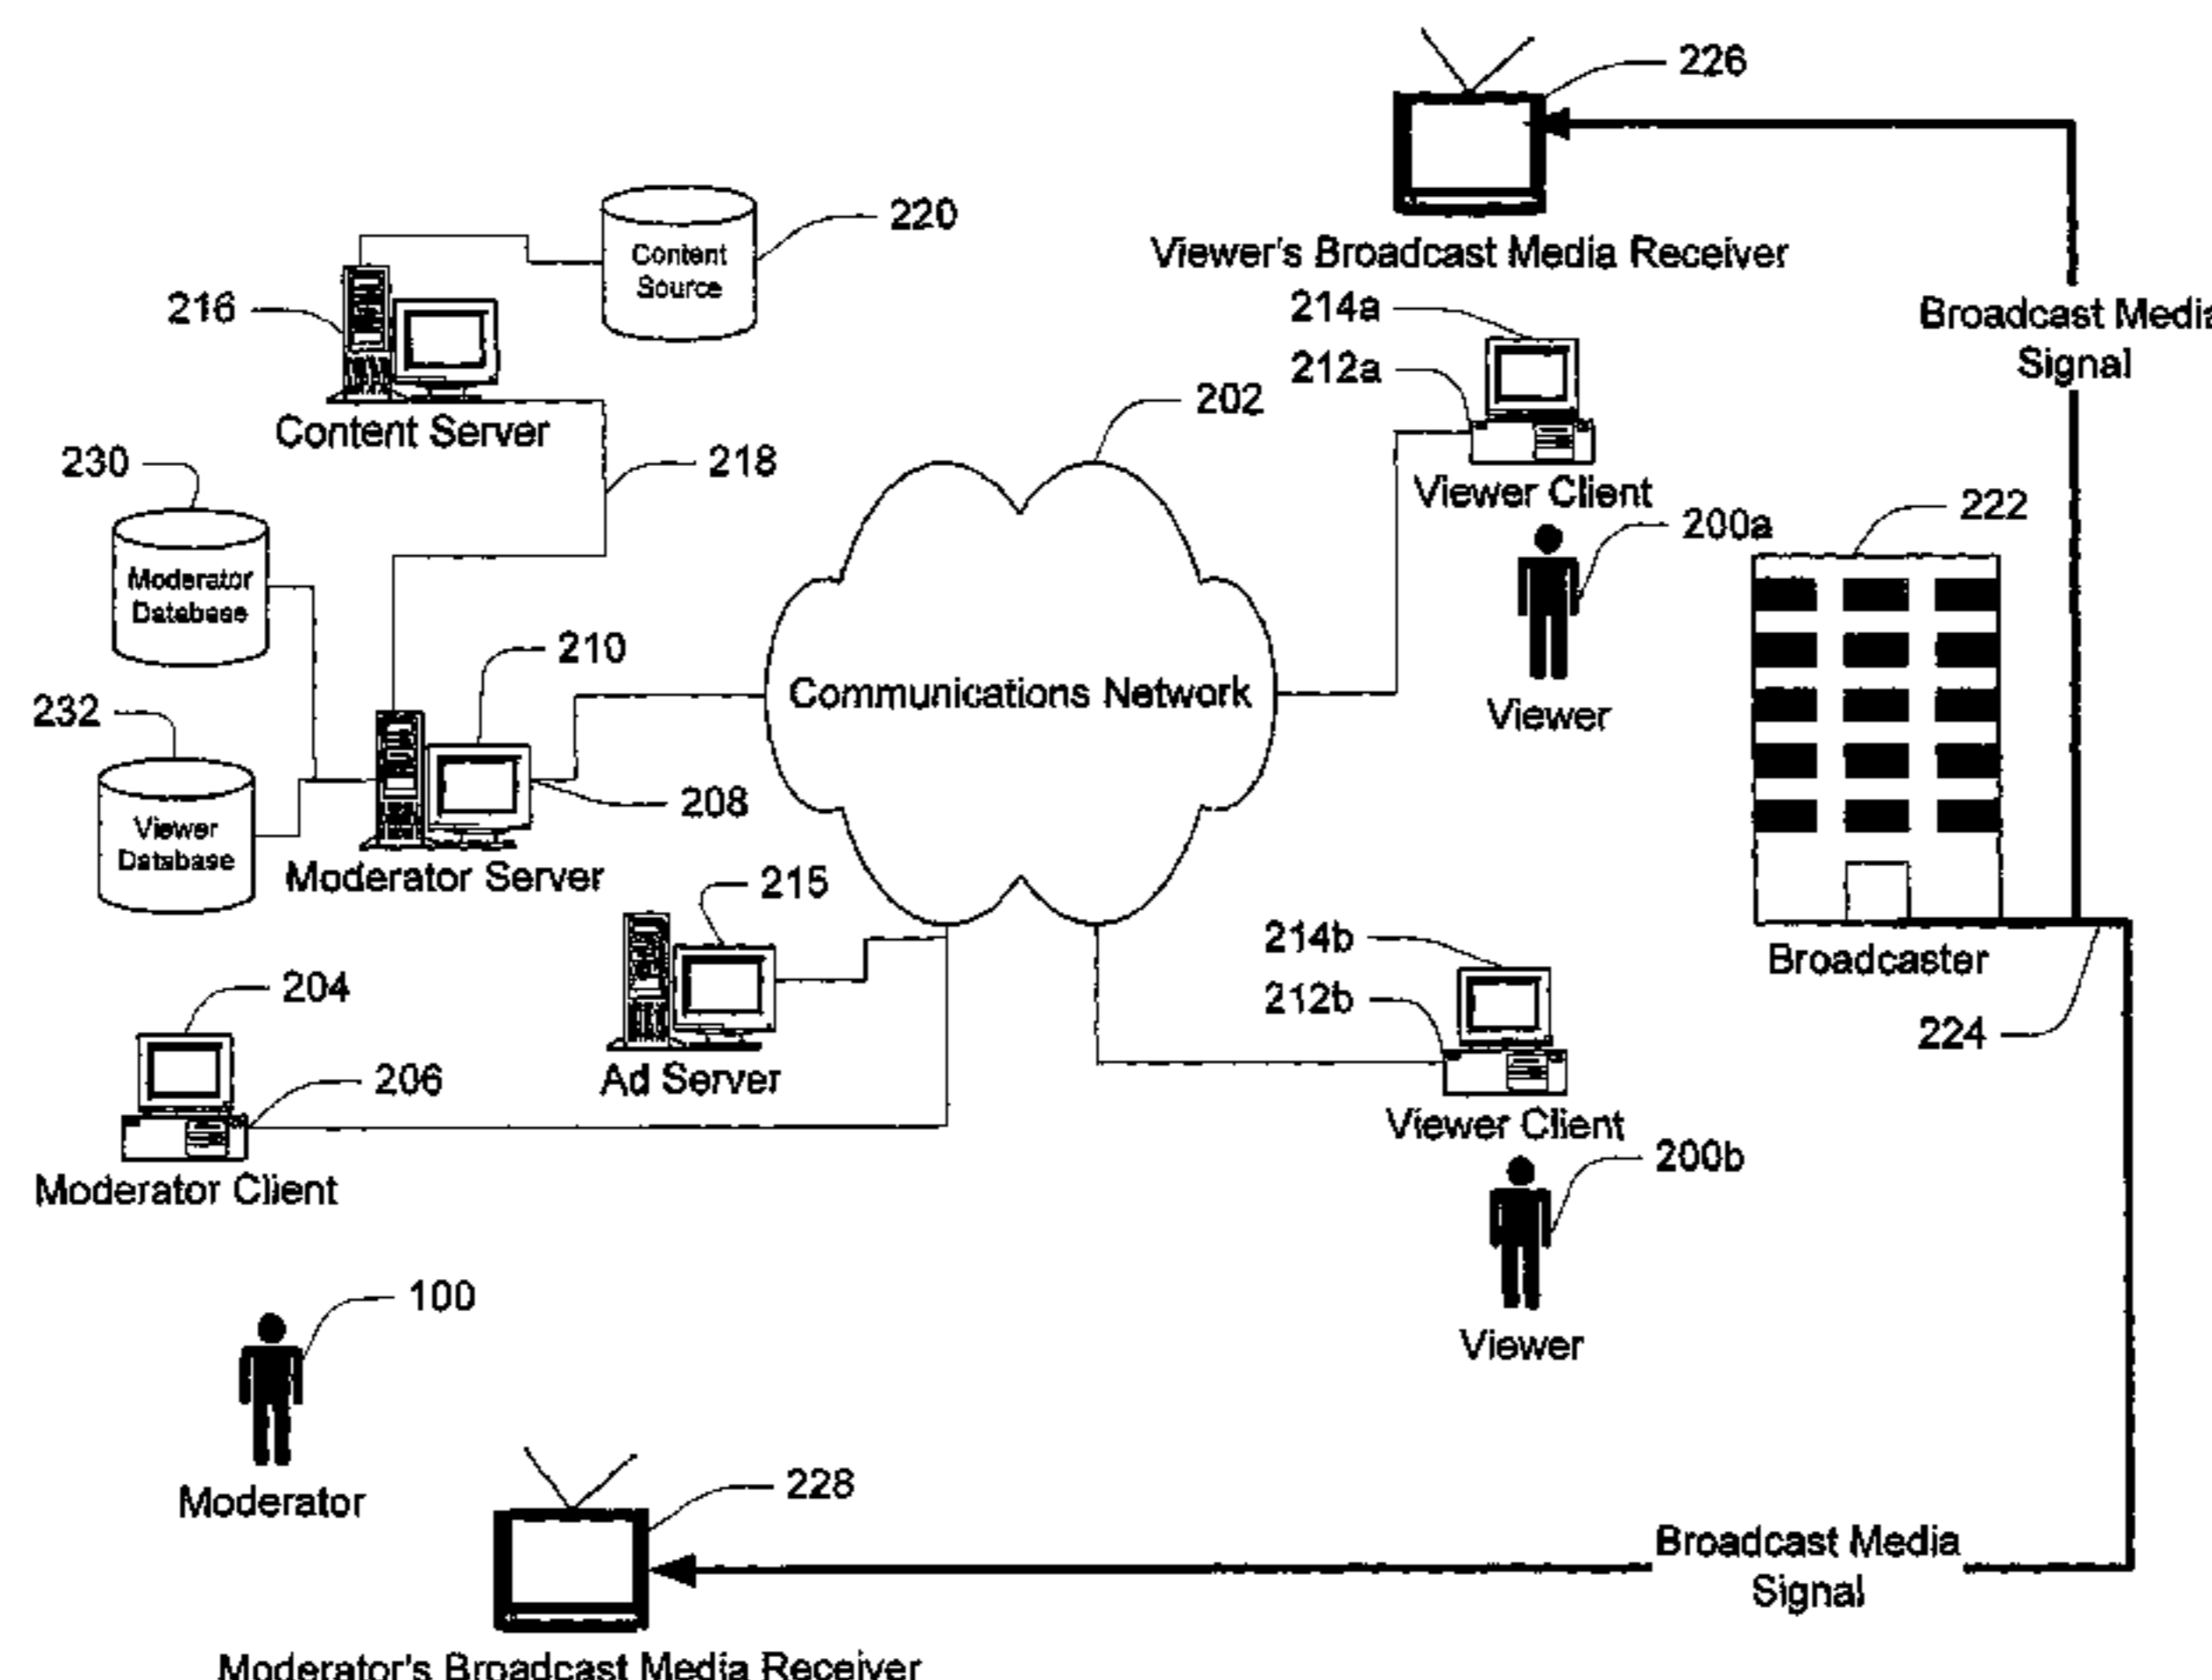 226
220
Content
Source
Viewer's Broadcast Media Receiver
216
214a
Broadcast Media
Signal
212a
202
Content Server
230
218
Viewer Client
222
200a
Moderator
Database
210
Communications Network
232
Viewer
208
Viewer
Database
Moderator Server
215
214b
Broadcaster
204
212b
224
206
Ad Server
Viewer Client
200b
Moderator Client
100
Viewer
228
Moderator
Broadcast Media
Signal
Moderator's Broadcast Media Receiver